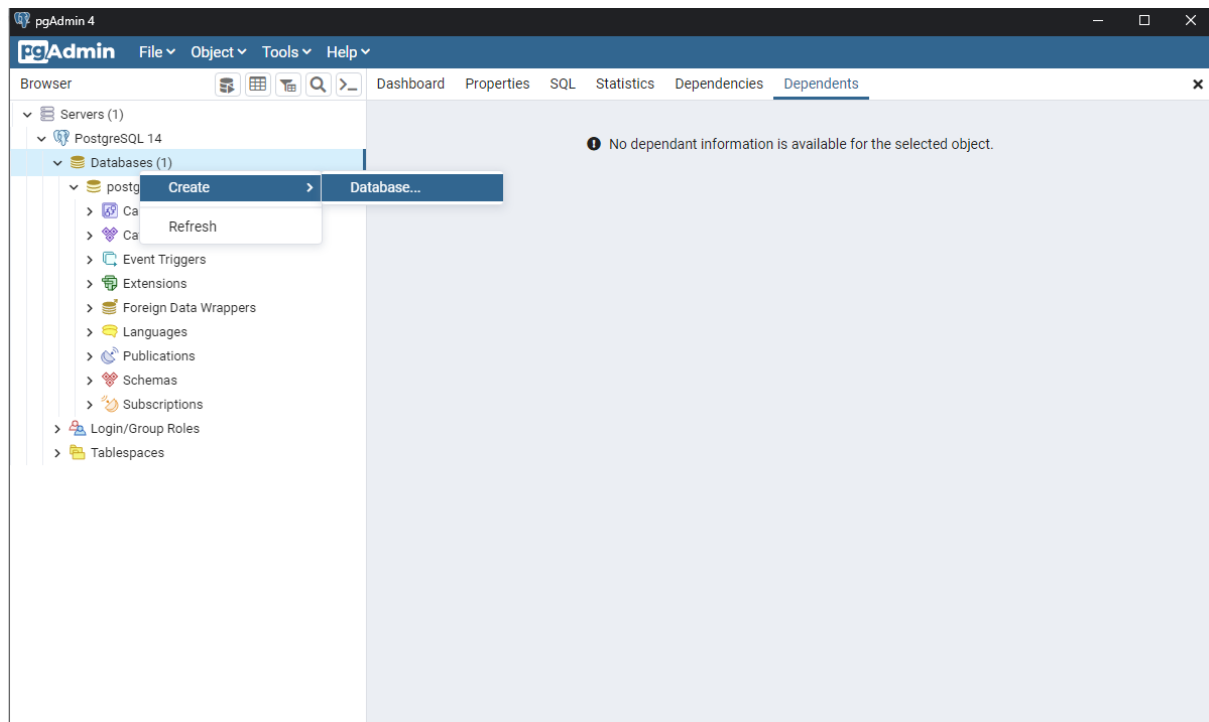 pgAdmin 4
pgAdmin File Object Tools Help
Browser Dashboard Properties SQL Statistics Dependencies Dependents
Servers (1)
PostgreSQL 14
No dependant information is available for the selected object.
Databases (1)
postg Create Database...
Ca
Refresh
Ca
Event Triggers
Extensions
Foreign Data Wrappers
Languages
Publications
Schemas
Subscriptions
Login/Group Roles
Tablespaces